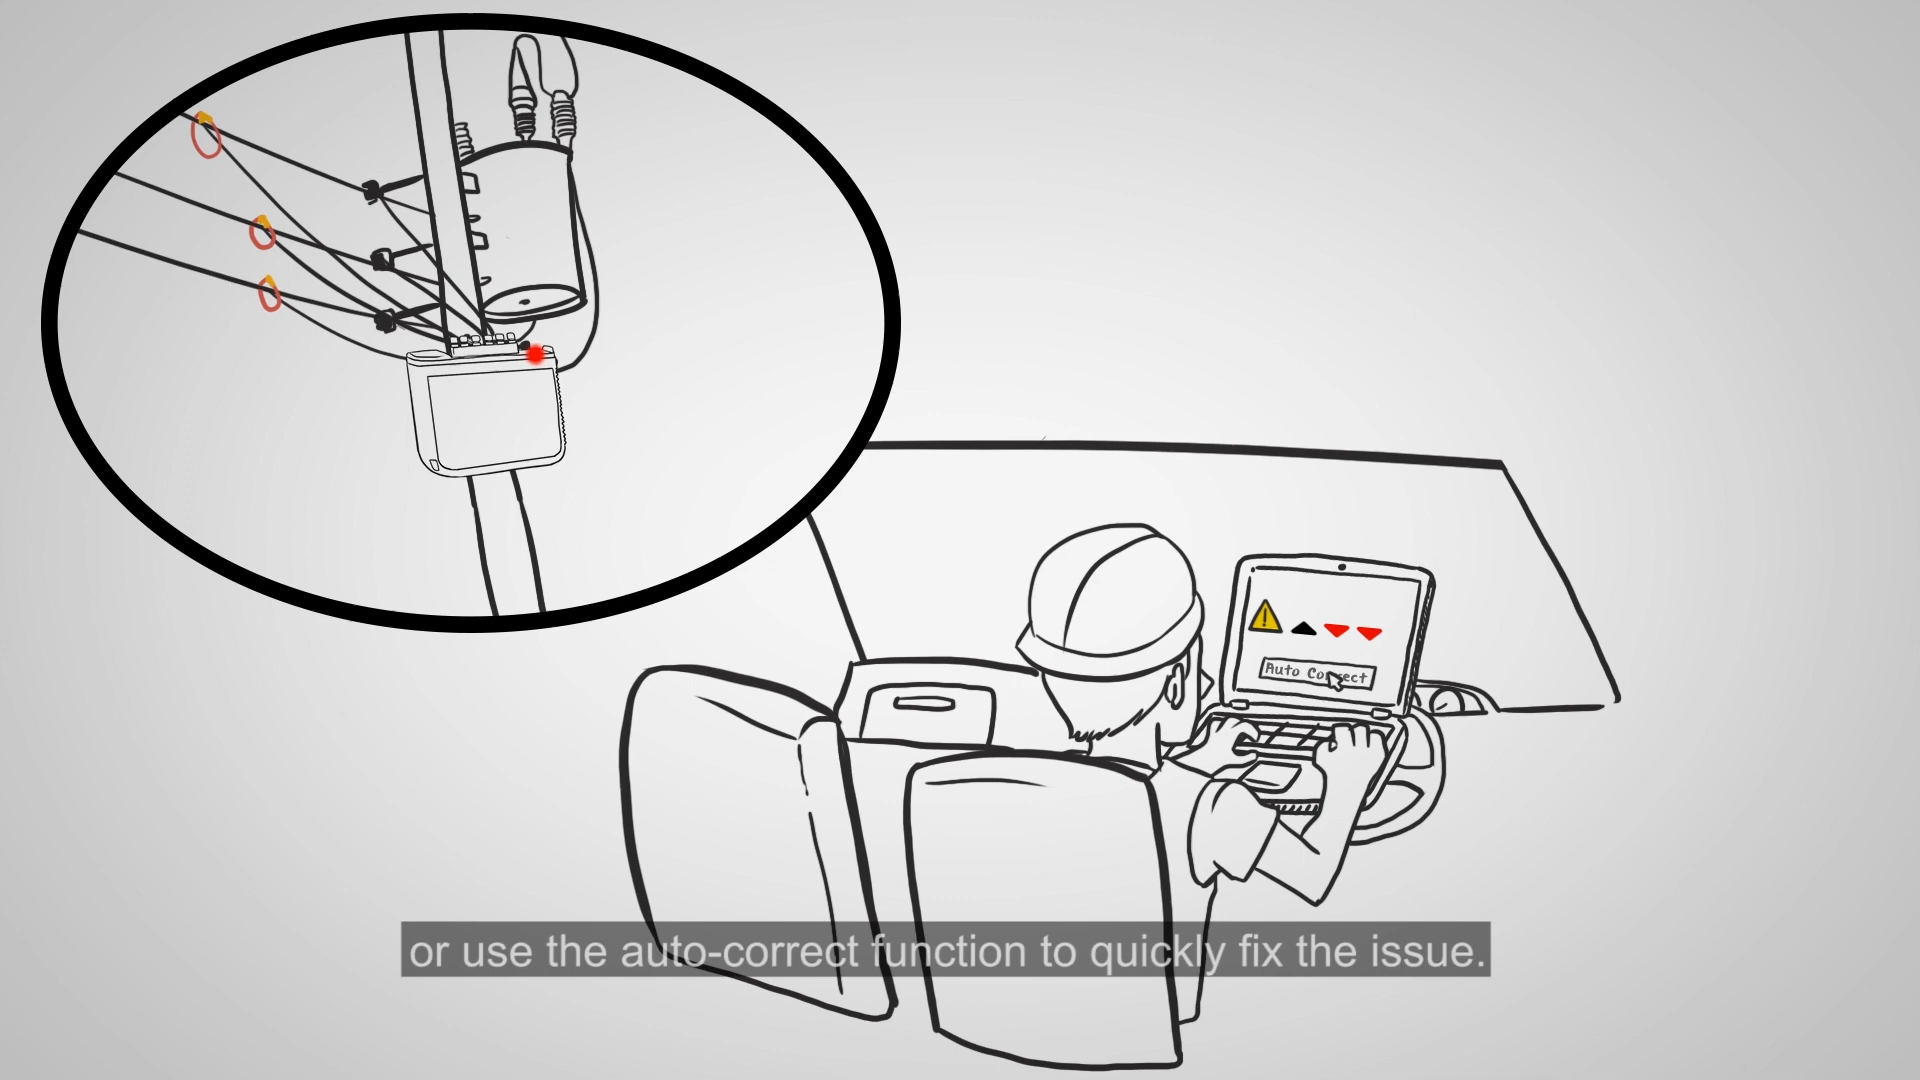 Auto Correct
or use the auto-correct function to quickly fix the issue.